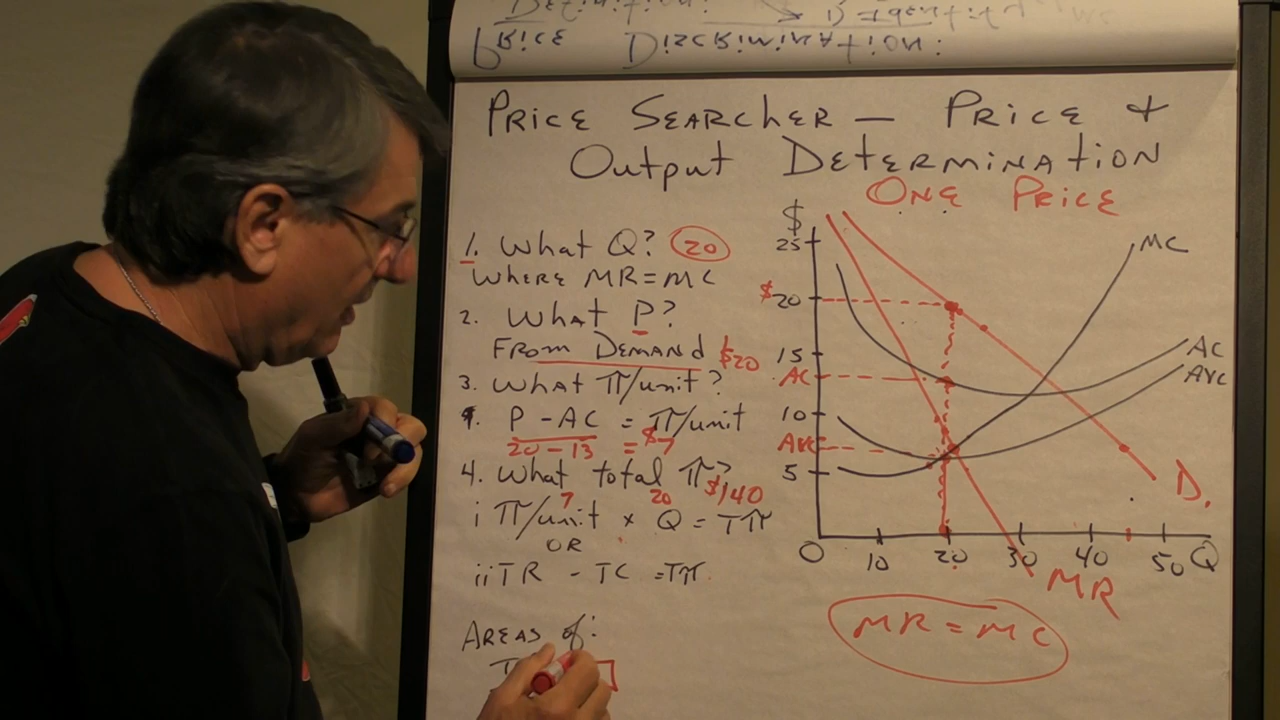 Definition:
Price Discrimination:
Price Searcher — Price +
Output Determination
One Price
1. What Q? 20
Where MR=MC
2. What P?
From Demand $20
3. What π/unit?
4. P - AC = π/unit
20 - 13 = $7
4. What total π? $140
7 20
i π/unit x Q = Tπ
OR
ii TR - TC = Tπ
Areas of:
T
$
25
$20
15
AC
10
AVC
5
0 10 20 30 40 50 Q
MC
AC
AVC
D.
MR
MR = MC